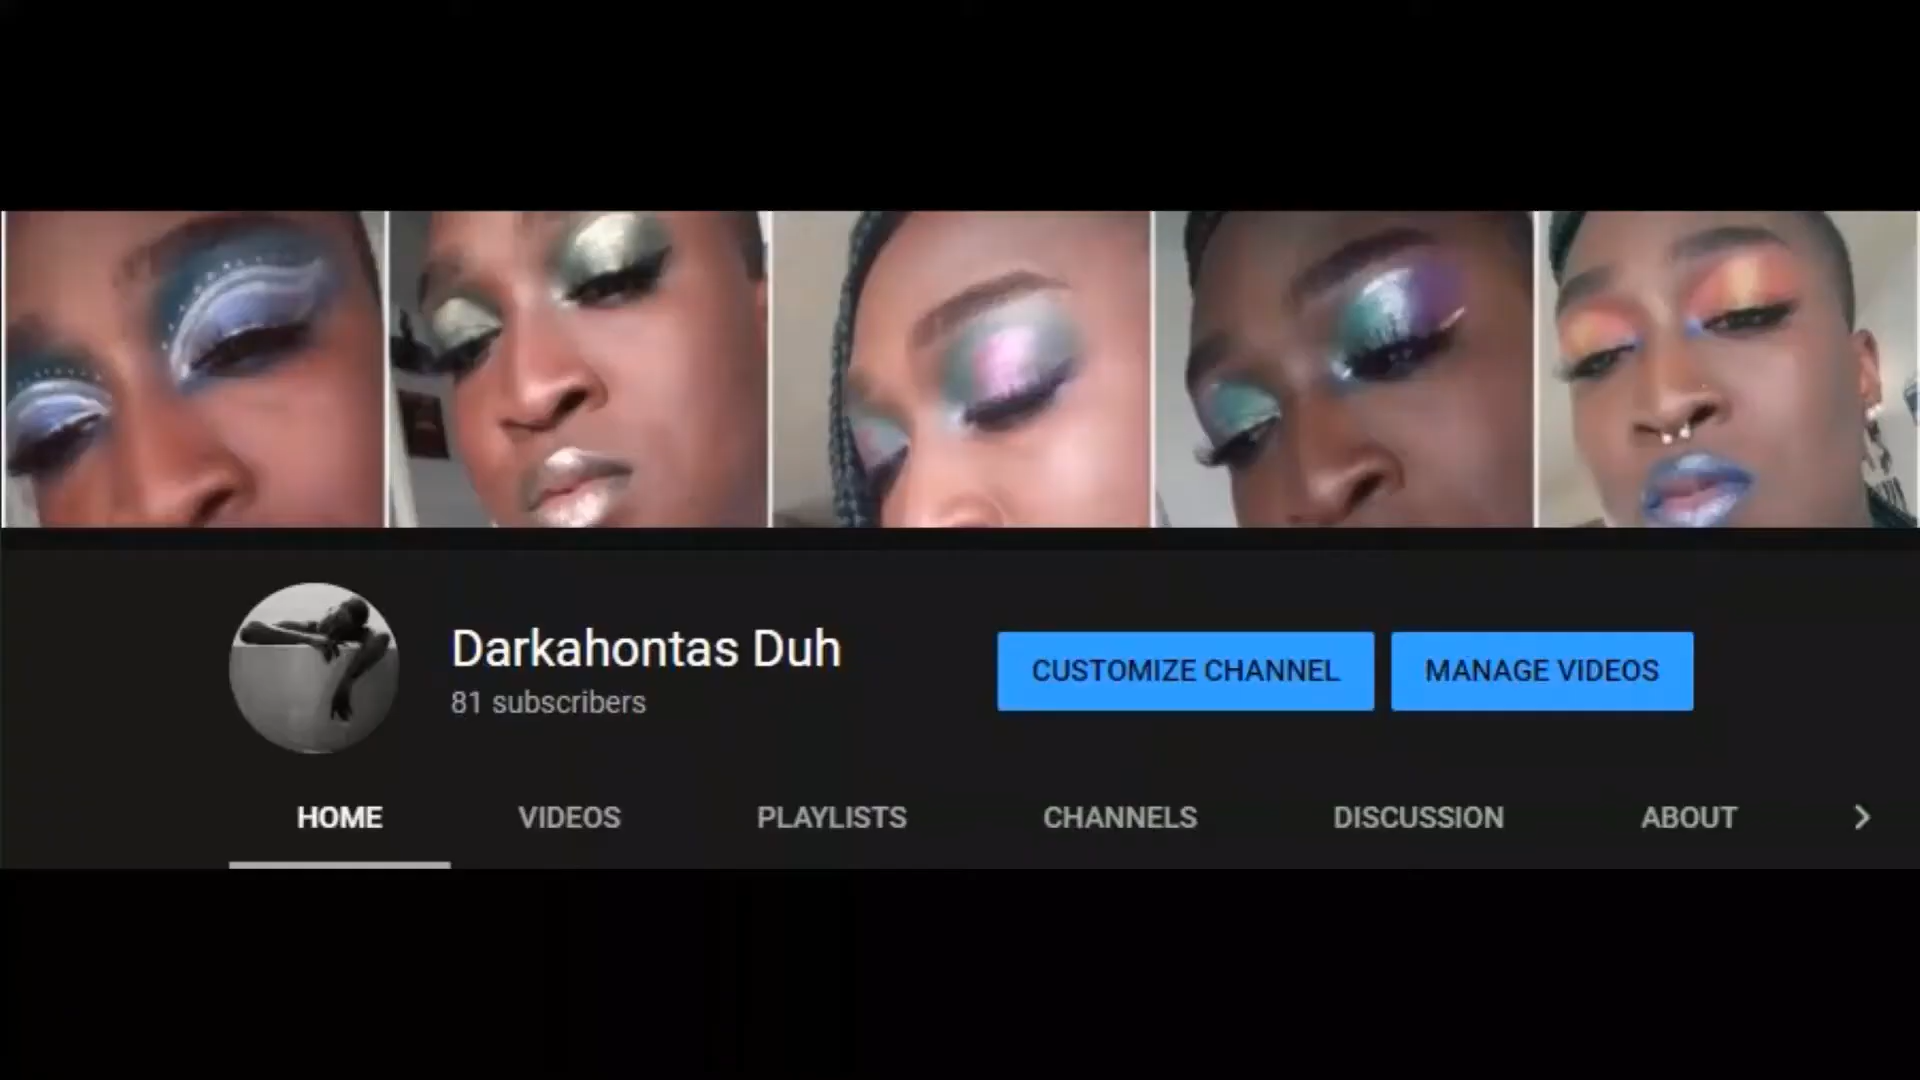 Darkahontas Duh
81 subscribers
CUSTOMIZE CHANNEL
MANAGE VIDEOS
HOME
VIDEOS
PLAYLISTS
CHANNELS
DISCUSSION
ABOUT